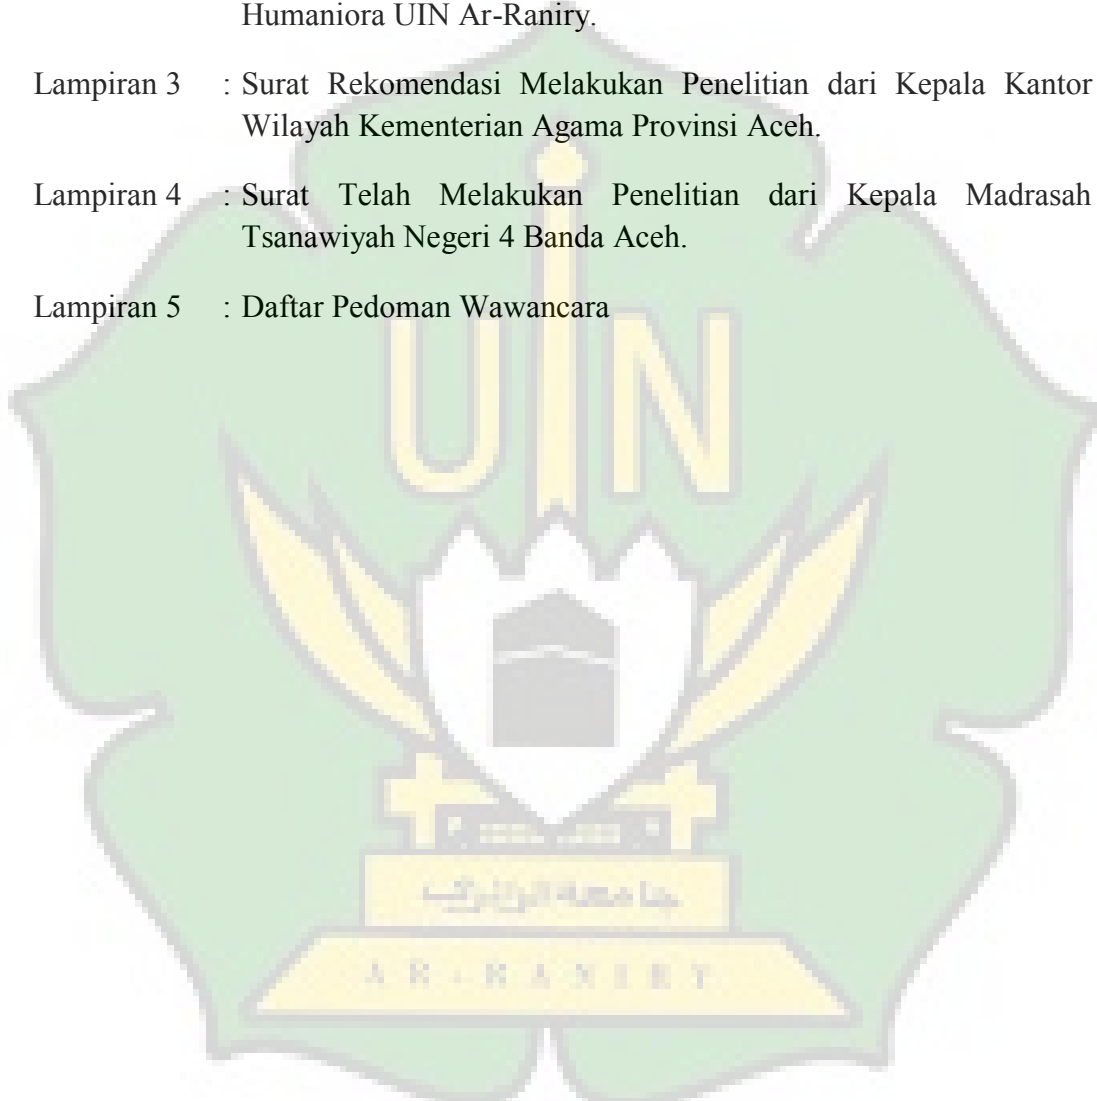 Humaniora UIN Ar-Raniry.
Lampiran 3 : Surat Rekomendasi Melakukan Penelitian dari Kepala Kantor
Wilayah Kementerian Agama Provinsi Aceh.
Lampiran 4 : Surat Telah Melakukan Penelitian dari Kepala Madrasah
Tsanawiyah Negeri 4 Banda Aceh.
Lampiran 5 : Daftar Pedoman Wawancara
UIN
جامعة الرانيري
AR-RANIRY